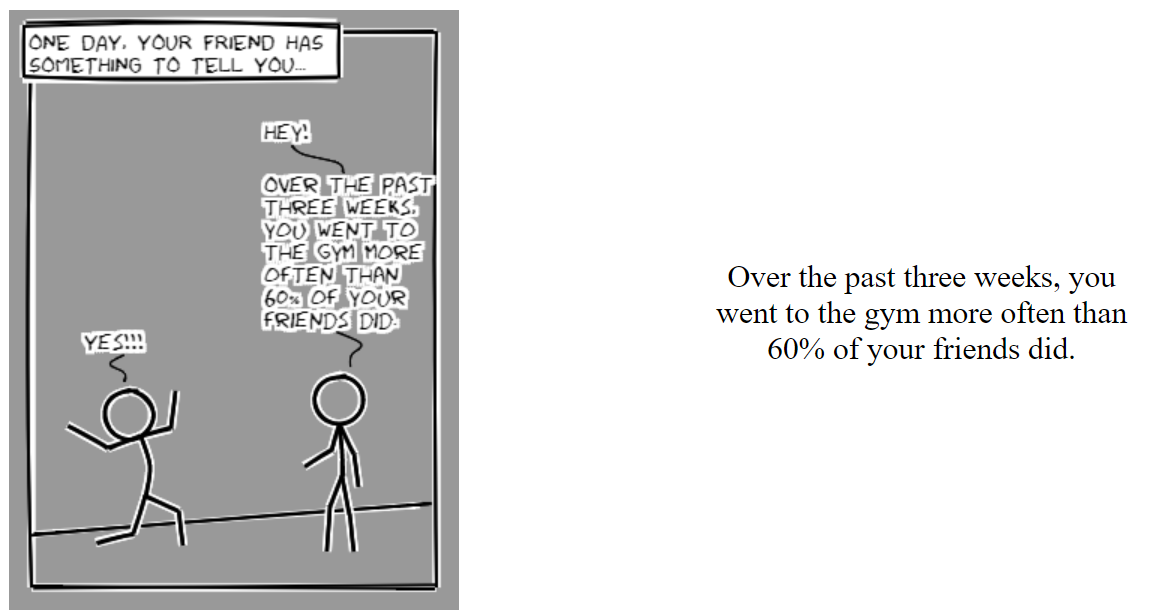 ONE DAY, YOUR FRIEND HAS
SOMETHING TO TELL YOU...
HEY!
OVER THE PAST
THREE WEEKS,
YOU WENT TO
THE GYM MORE
OFTEN THAN
60% OF YOUR
FRIENDS DID.
YES!!!
Over the past three weeks, you
went to the gym more often than
60% of your friends did.